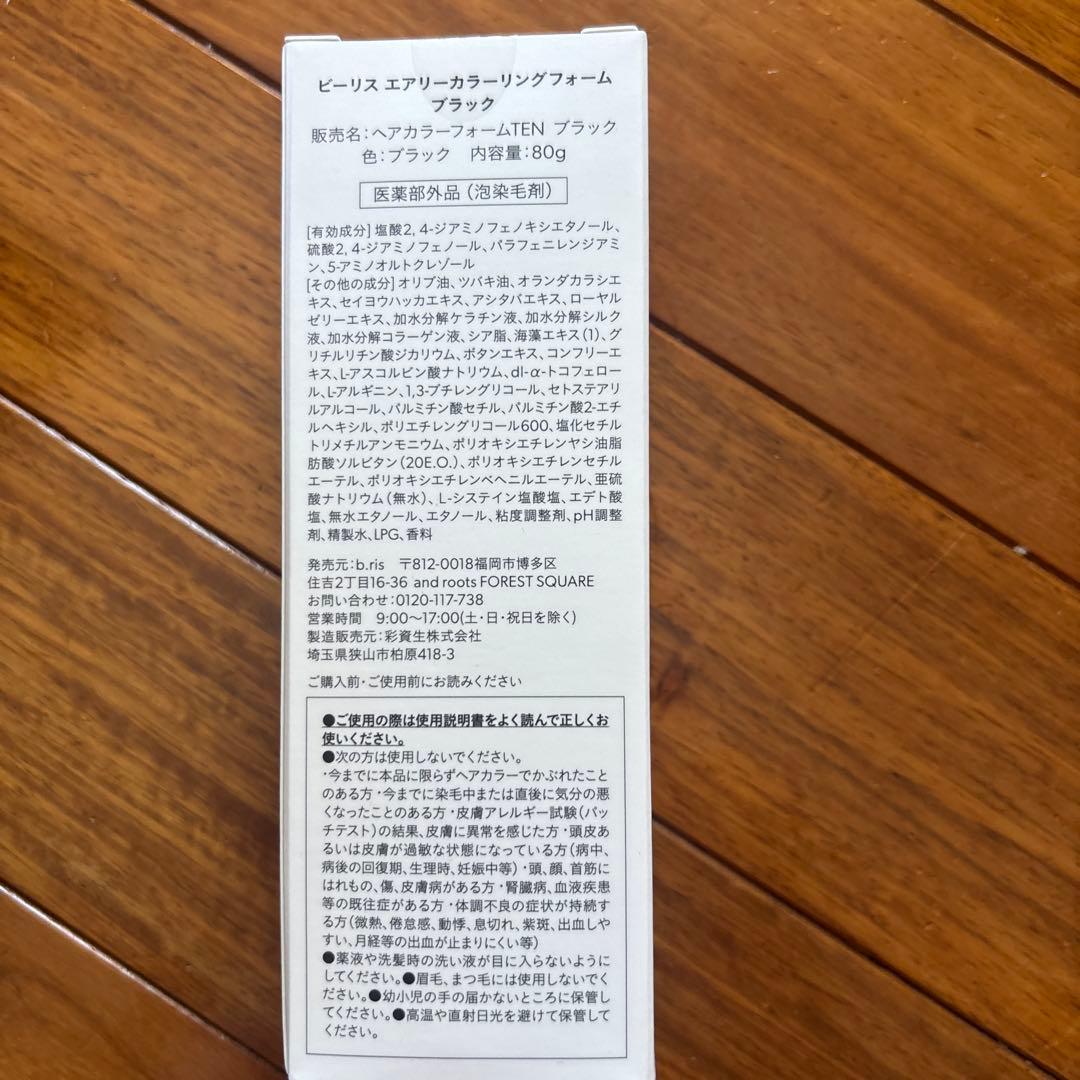 ビーリス エアリーカラーリングフォーム
ブラック
販売名：ヘアカラーフォームTEN ブラック
色：ブラック　内容量：80g
医薬部外品（泡染毛剤）
[有効成分] 塩酸2, 4-ジアミノフェノキシエタノール、
硫酸2, 4-ジアミノフェノール、パラフェニレンジアミ
ン、5-アミノオルトクレゾール
[その他の成分] オリブ油、ツバキ油、オランダカラシエ
キス、セイヨウハッカエキス、アシタバエキス、ローヤル
ゼリーエキス、加水分解ケラチン液、加水分解シルク
液、加水分解コラーゲン液、シア脂、海藻エキス（1）、グ
リチルリチン酸ジカリウム、ボタンエキス、コンフリーエ
キス、L-アスコルビン酸ナトリウム、dl-α-トコフェロー
ル、L-アルギニン、1,3-ブチレングリコール、セトステアリ
ルアルコール、パルミチン酸セチル、パルミチン酸2-エチ
ルヘキシル、ポリエチレングリコール600、塩化セチル
トリメチルアンモニウム、ポリオキシエチレンヤシ油脂
肪酸ソルビタン（20E.O.）、ポリオキシエチレンセチル
エーテル、ポリオキシエチレンベヘニルエーテル、亜硫
酸ナトリウム（無水）、L-システイン塩酸塩、エデト酸
塩、無水エタノール、エタノール、粘度調整剤、pH調整
剤、精製水、LPG、香料
発売元：b.ris　〒812-0018福岡市博多区
住吉2丁目16-36 and roots FOREST SQUARE
お問い合わせ：0120-117-738
営業時間　9:00～17:00(土・日・祝日を除く)
製造販売元：彩資生株式会社
埼玉県狭山市柏原418-3
ご購入前・ご使用前にお読みください
●ご使用の際は使用説明書をよく読んで正しくお
使いください。
●次の方は使用しないでください。
・今までに本品に限らずヘアカラーでかぶれたこと
のある方・今までに染毛中または直後に気分の悪
くなったことのある方・皮膚アレルギー試験（パッ
チテスト）の結果、皮膚に異常を感じた方・頭皮あ
るいは皮膚が過敏な状態になっている方（病中、
病後の回復期、生理時、妊娠中等）・頭、顔、首筋に
はれもの、傷、皮膚病がある方・腎臓病、血液疾患
等の既往症がある方・体調不良の症状が持続す
る方（微熱、倦怠感、動悸、息切れ、紫斑、出血しや
すい、月経等の出血が止まりにくい等）
●薬液や洗髪時の洗い液が目に入らないように
してください。●眉毛、まつ毛には使用しないでく
ださい。●幼小児の手の届かないところに保管し
てください。●高温や直射日光を避けて保管して
ください。